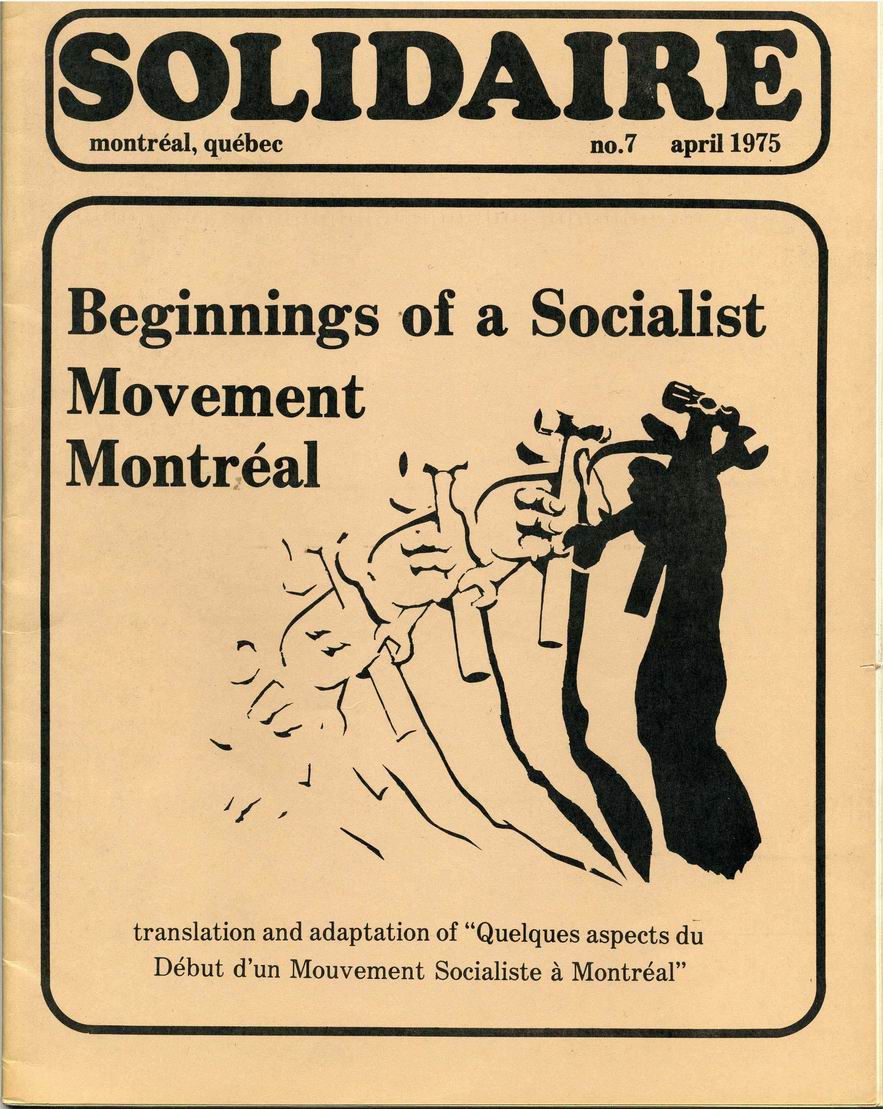 SOLIDAIRE
montréal, québec no.7 april 1975
Beginnings of a Socialist
Movement
Montréal
translation and adaptation of “Quelques aspects du
Début d’un Mouvement Socialiste à Montréal”